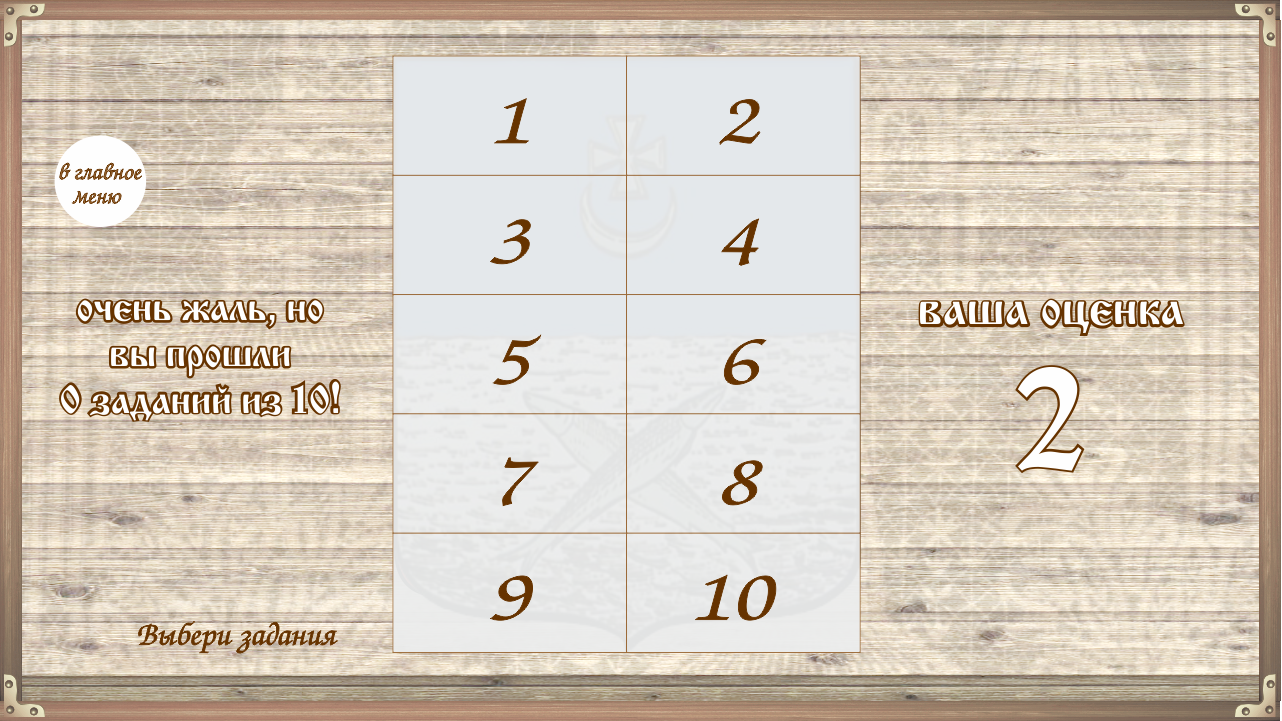 в главное
меню
очень жаль, но
вы прошли
0 заданий из 10!
Выбери задания
1
2
3
4
5
6
7
8
9
10
ваша оценка
2